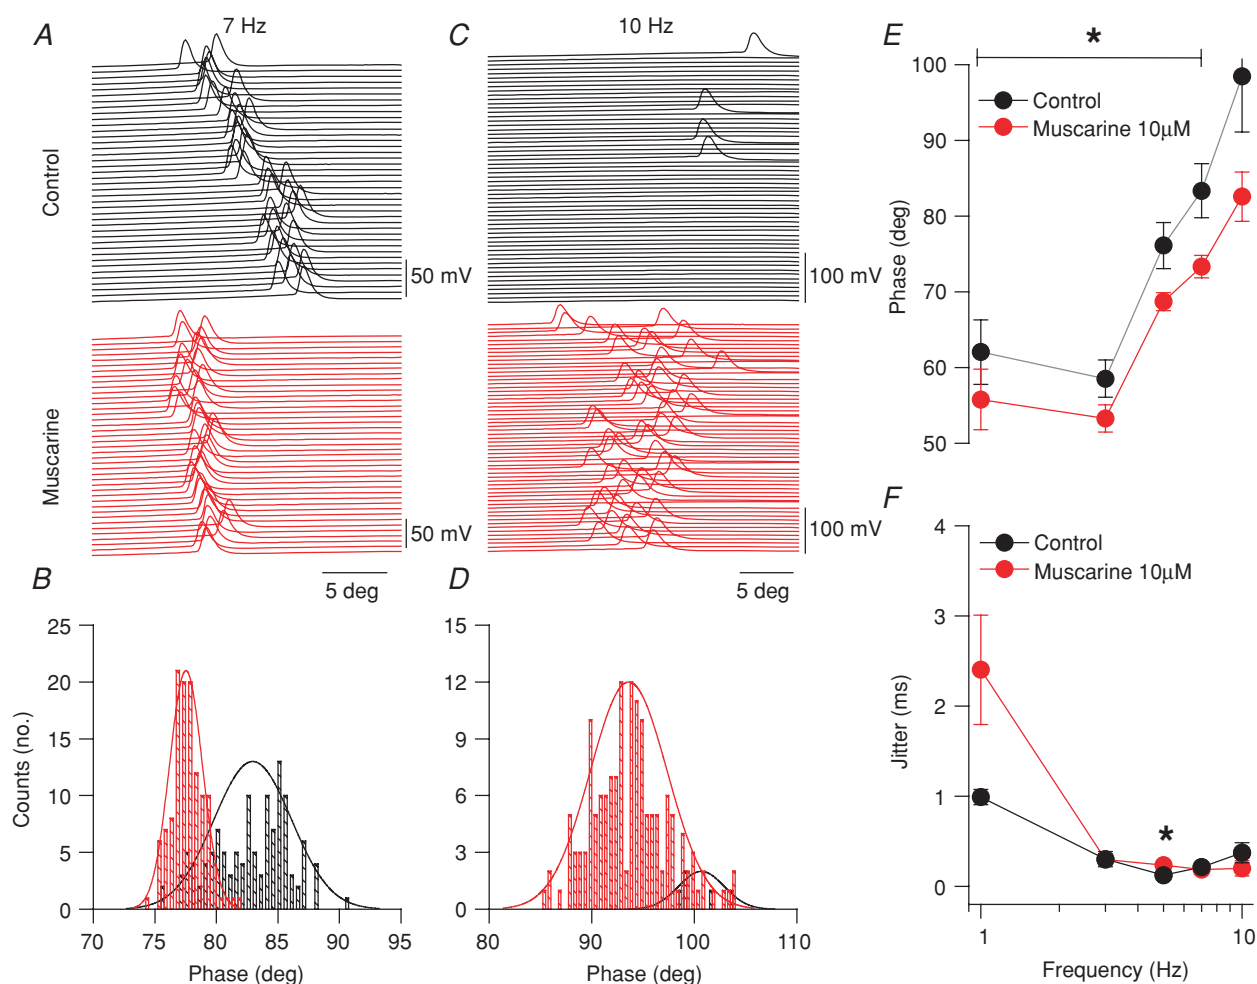 A
7 Hz
Control
50 mV
Muscarine
50 mV
5 deg
C
10 Hz
100 mV
100 mV
5 deg
B
25
20
15
10
5
0
Counts (no.)
70
75
80
85
90
95
Phase (deg)
D
15
12
9
6
3
0
80
90
100
110
Phase (deg)
E
*
100
90
80
70
60
50
Phase (deg)
Control
Muscarine 10μM
F
4
3
2
1
0
Jitter (ms)
Control
Muscarine 10μM
*
1
10
Frequency (Hz)